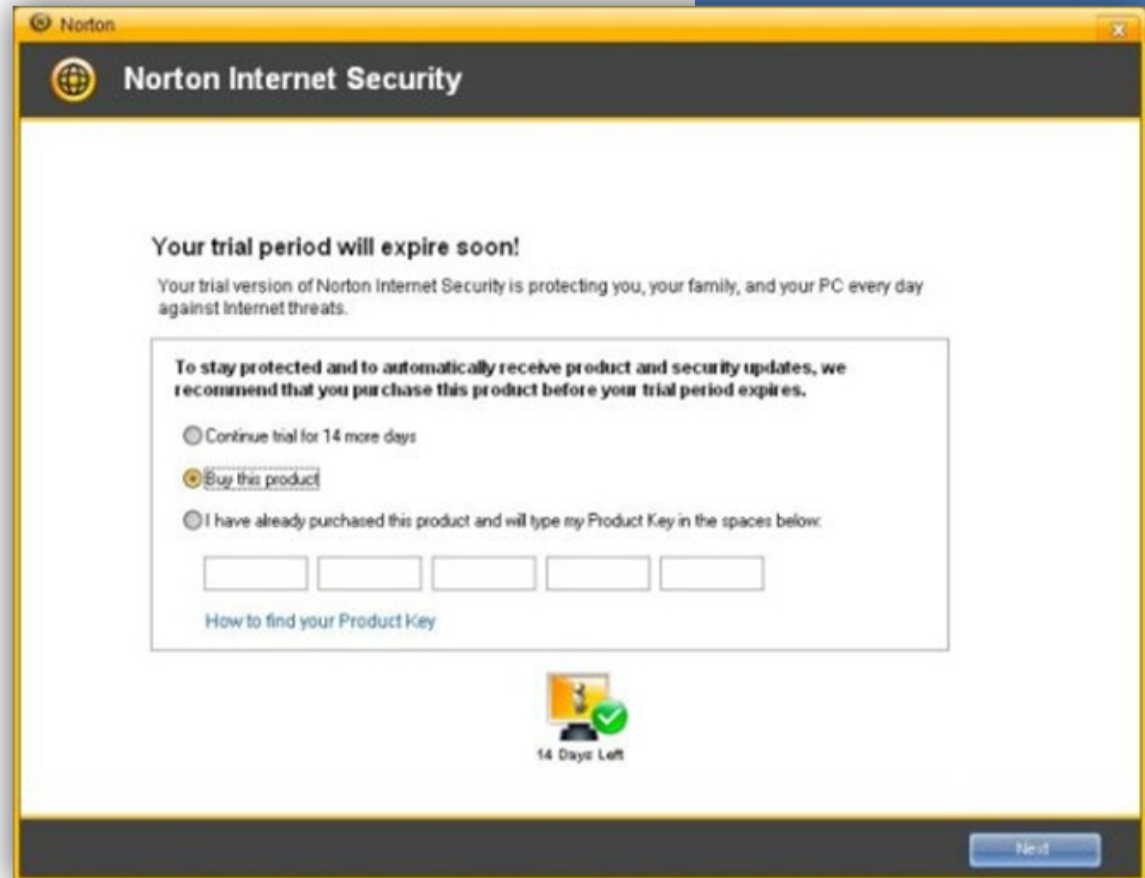 Norton
Norton Internet Security
Your trial period will expire soon!
Your trial version of Norton Internet Security is protecting you, your family, and your PC every day
against Internet threats.
To stay protected and to automatically receive product and security updates, we
recommend that you purchase this product before your trial period expires.
Continue trial for 14 more days
Buy this product
I have already purchased this product and will type my Product Key in the spaces below:
How to find your Product Key
14 Days Left
Next